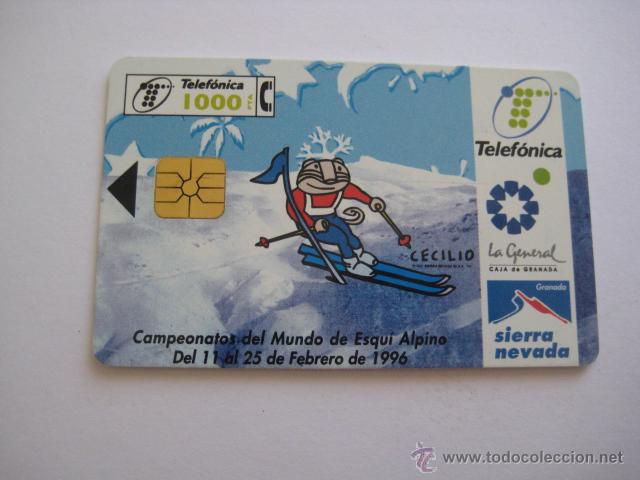 Telefónica
1000 PTA
Telefónica
La General
CAJA de GRANADA
Granada
sierra
nevada
CECILIO
Campeonatos del Mundo de Esquí Alpino
Del 11 al 25 de Febrero de 1996
www.todocoleccion.net